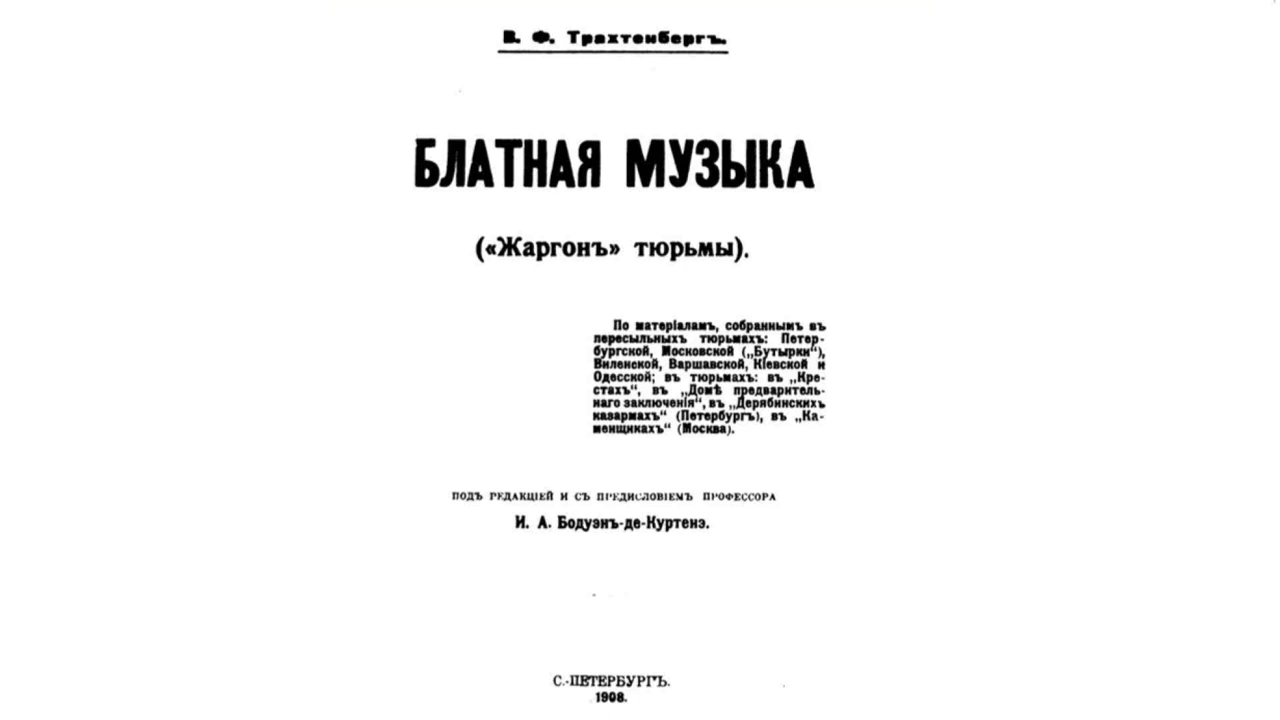 В. Ф. Трахтенбергъ.
БЛАТНАЯ МУЗЫКА
(«Жаргонъ» тюрьмы).
По матеріаламъ, собраннымъ въ
пересыльныхъ тюрьмахъ: Петер-
бургской, Московской („Бутырки“),
Виленской, Варшавской, Кіевской и
Одесской; въ тюрьмахъ: въ „Кре-
стахъ“, въ „Домѣ предваритель-
наго заключенія“, въ „Дерябинскихъ
казармахъ“ (Петербургъ), въ „Ка-
менщикахъ“ (Москва).
ПОДЪ РЕДАКЦІЕЙ И СЪ ПРЕДИСЛОВІЕМЪ ПРОФЕССОРА
И. А. Бодуэнъ-де-Куртенэ.
С.-ПЕТЕРБУРГЪ.
1908.